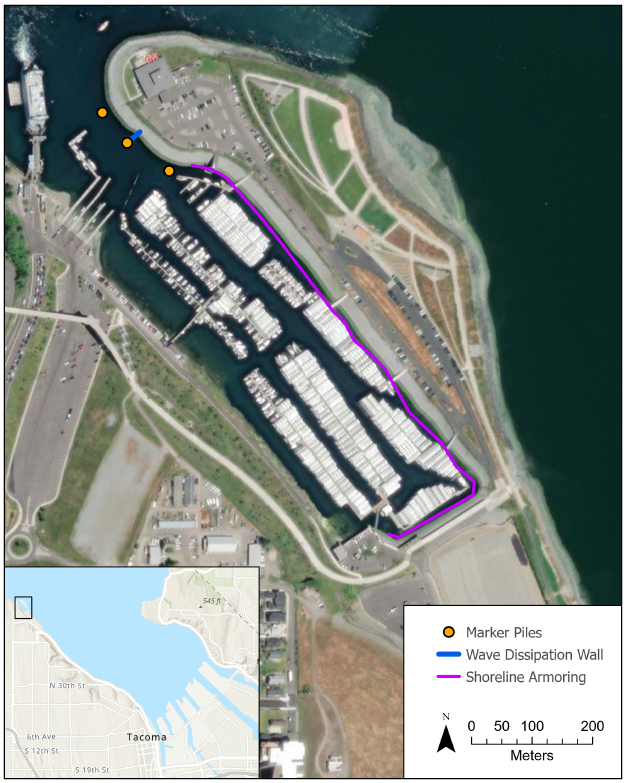 545 ft
N 30th St
Tacoma
6th Ave
S 12th St
S 19th St
Marker Piles
Wave Dissipation Wall
Shoreline Armoring
N
0 50 100 200
Meters